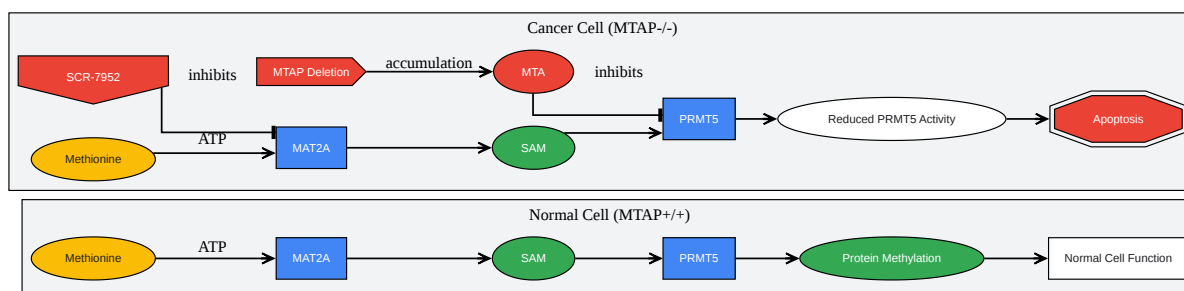 Cancer Cell (MTAP-/-)
SCR-7952
inhibits
MTAP Deletion
accumulation
MTA
inhibits
PRMT5
Reduced PRMT5 Activity
Apoptosis
Methionine
ATP
MAT2A
SAM
Normal Cell (MTAP+/+)
Methionine
ATP
MAT2A
SAM
PRMT5
Protein Methylation
Normal Cell Function